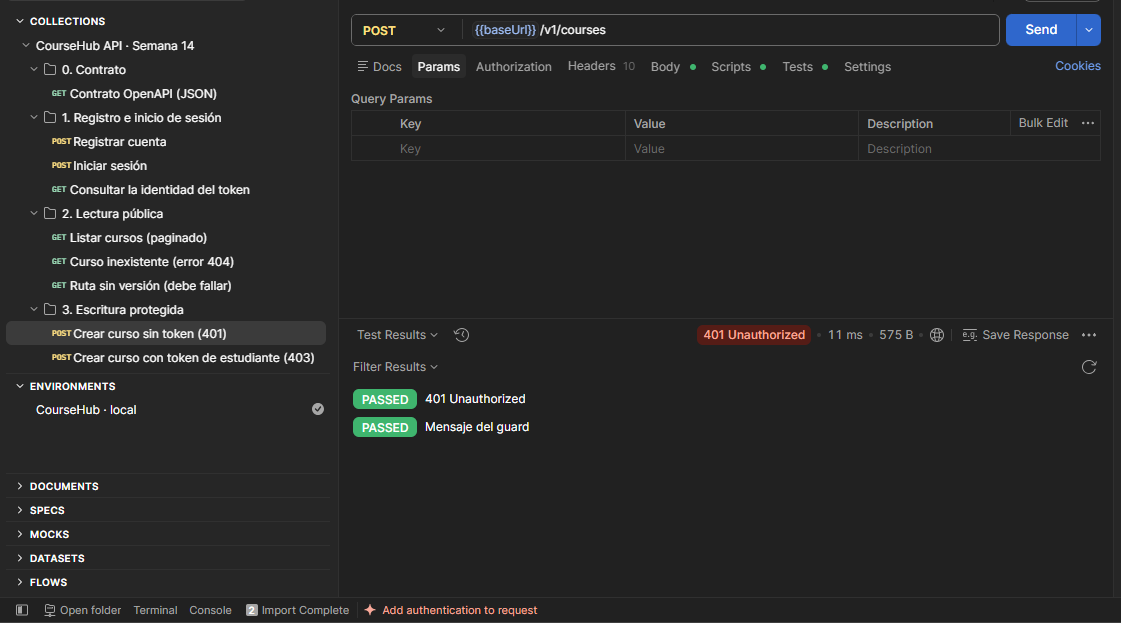 COLLECTIONS
CourseHub API · Semana 14
0. Contrato
GET Contrato OpenAPI (JSON)
1. Registro e inicio de sesión
POST Registrar cuenta
POST Iniciar sesión
GET Consultar la identidad del token
2. Lectura pública
GET Listar cursos (paginado)
GET Curso inexistente (error 404)
GET Ruta sin versión (debe fallar)
3. Escritura protegida
POST Crear curso sin token (401)
POST Crear curso con token de estudiante (403)
ENVIRONMENTS
CourseHub · local
DOCUMENTS
SPECS
MOCKS
DATASETS
FLOWS
POST {{baseUrl}} /v1/courses Send
Docs Params Authorization Headers 10 Body Scripts Tests Settings Cookies
Query Params
Key Value Description Bulk Edit
Key Value Description
Test Results 401 Unauthorized 11 ms 575 B e.g. Save Response
Filter Results
PASSED 401 Unauthorized
PASSED Mensaje del guard
Open folder Terminal Console 2 Import Complete Add authentication to request